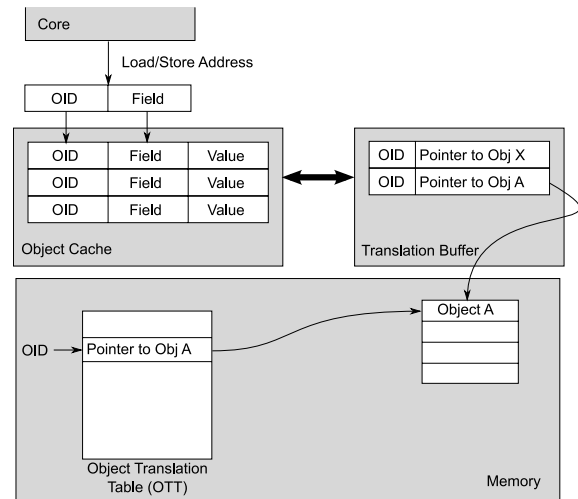 Core
Load/Store Address
OID Field
OID Field Value
OID Field Value
OID Field Value
Object Cache
OID Pointer to Obj X
OID Pointer to Obj A
Translation Buffer
Object A
OID
Pointer to Obj A
Object Translation
Table (OTT)
Memory